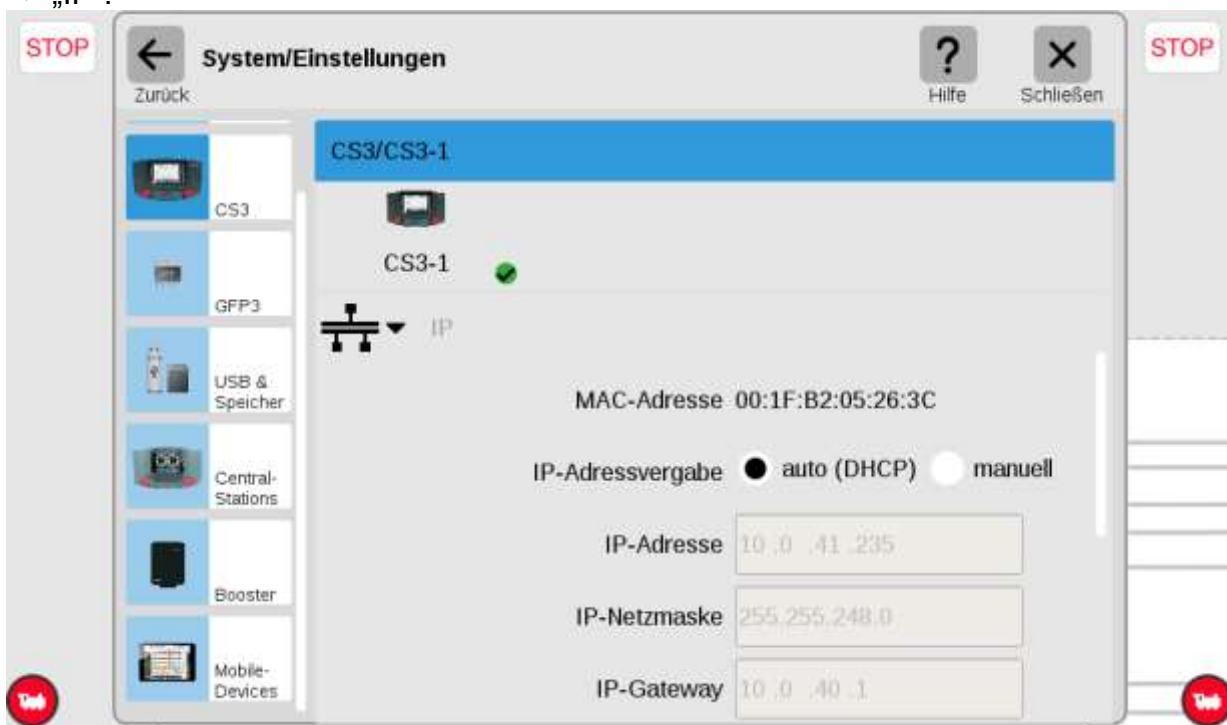 „n“.
STOP
Zurück
System/Einstellungen
?
Hilfe
Schließen
STOP
CS3
GFP3
USB &
Speicher
Central-
Stations
Booster
Mobile-
Devices
CS3/CS3-1
CS3-1
IP
MAC-Adresse 00:1F:B2:05:26:3C
IP-Adressvergabe auto (DHCP) manuell
IP-Adresse 10 .0 .41 .235
IP-Netzmaske 255.255.248.0
IP-Gateway 10 .0 .40 .1